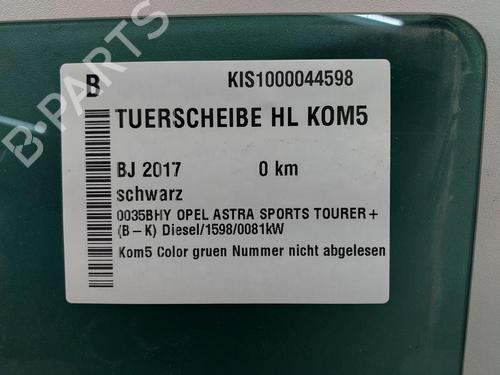 B KIS1000044598
TUERSCHEIBE HL KOM5
BJ 2017 0 km
schwarz
0035BHY OPEL ASTRA SPORTS TOURER+
(B-K) Diesel/1598/0081kW
Kom5 Color gruen Nummer nicht abgelesen
B-PARTS